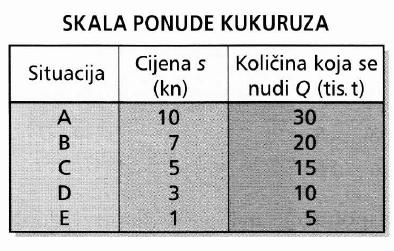 SKALA PONUDE KUKURUZA
Situacija Cijena s (kn) Količina koja se nudi Q (tis. t)
A 10 30
B 7 20
C 5 15
D 3 10
E 1 5